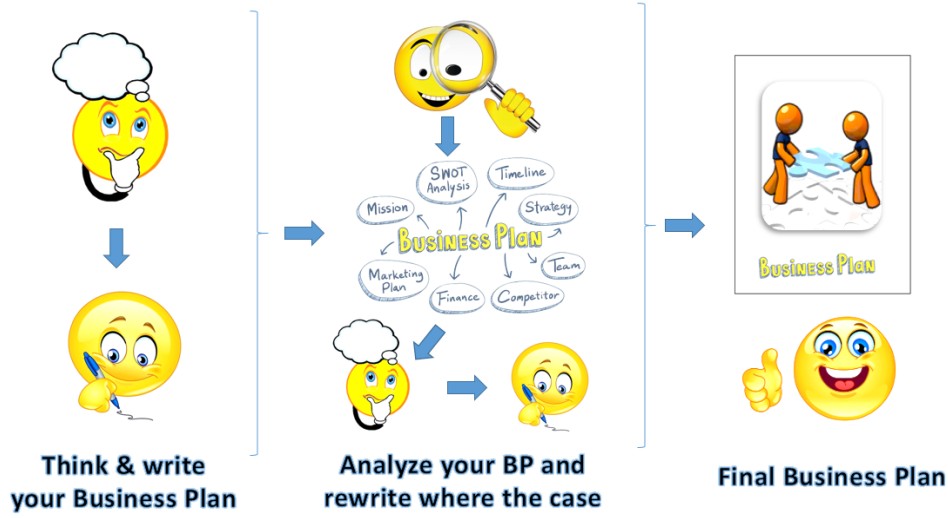 SWOT
Analysis
Timeline
Mission
Strategy
Business Plan
Marketing
Plan
Team
Finance
Competitor
Business Plan
Think & write
your Business Plan
Analyze your BP and
rewrite where the case
Final Business Plan